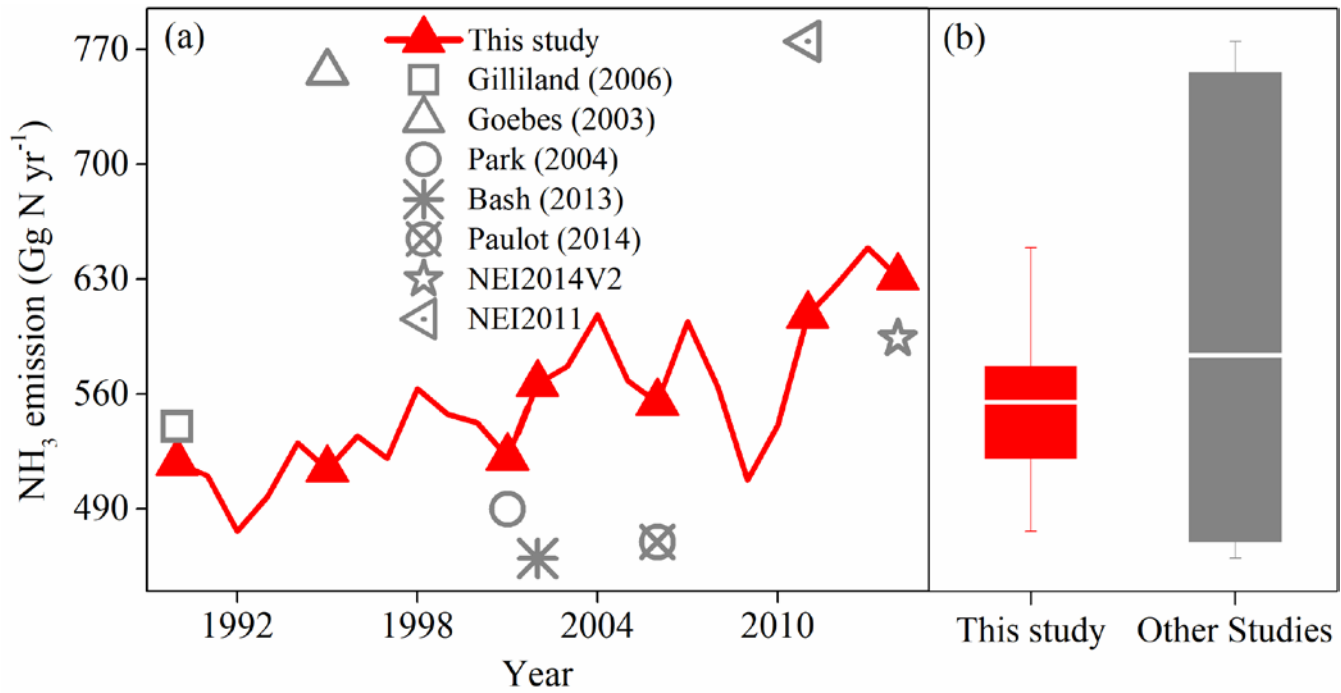 (a)
This study
Gilliland (2006)
Goebes (2003)
Park (2004)
Bash (2013)
Paulot (2014)
NEI2014V2
NEI2011
NH₃ emission (Gg N yr⁻¹)
770
700
630
560
490
1992
1998
2004
2010
Year
(b)
This study
Other Studies